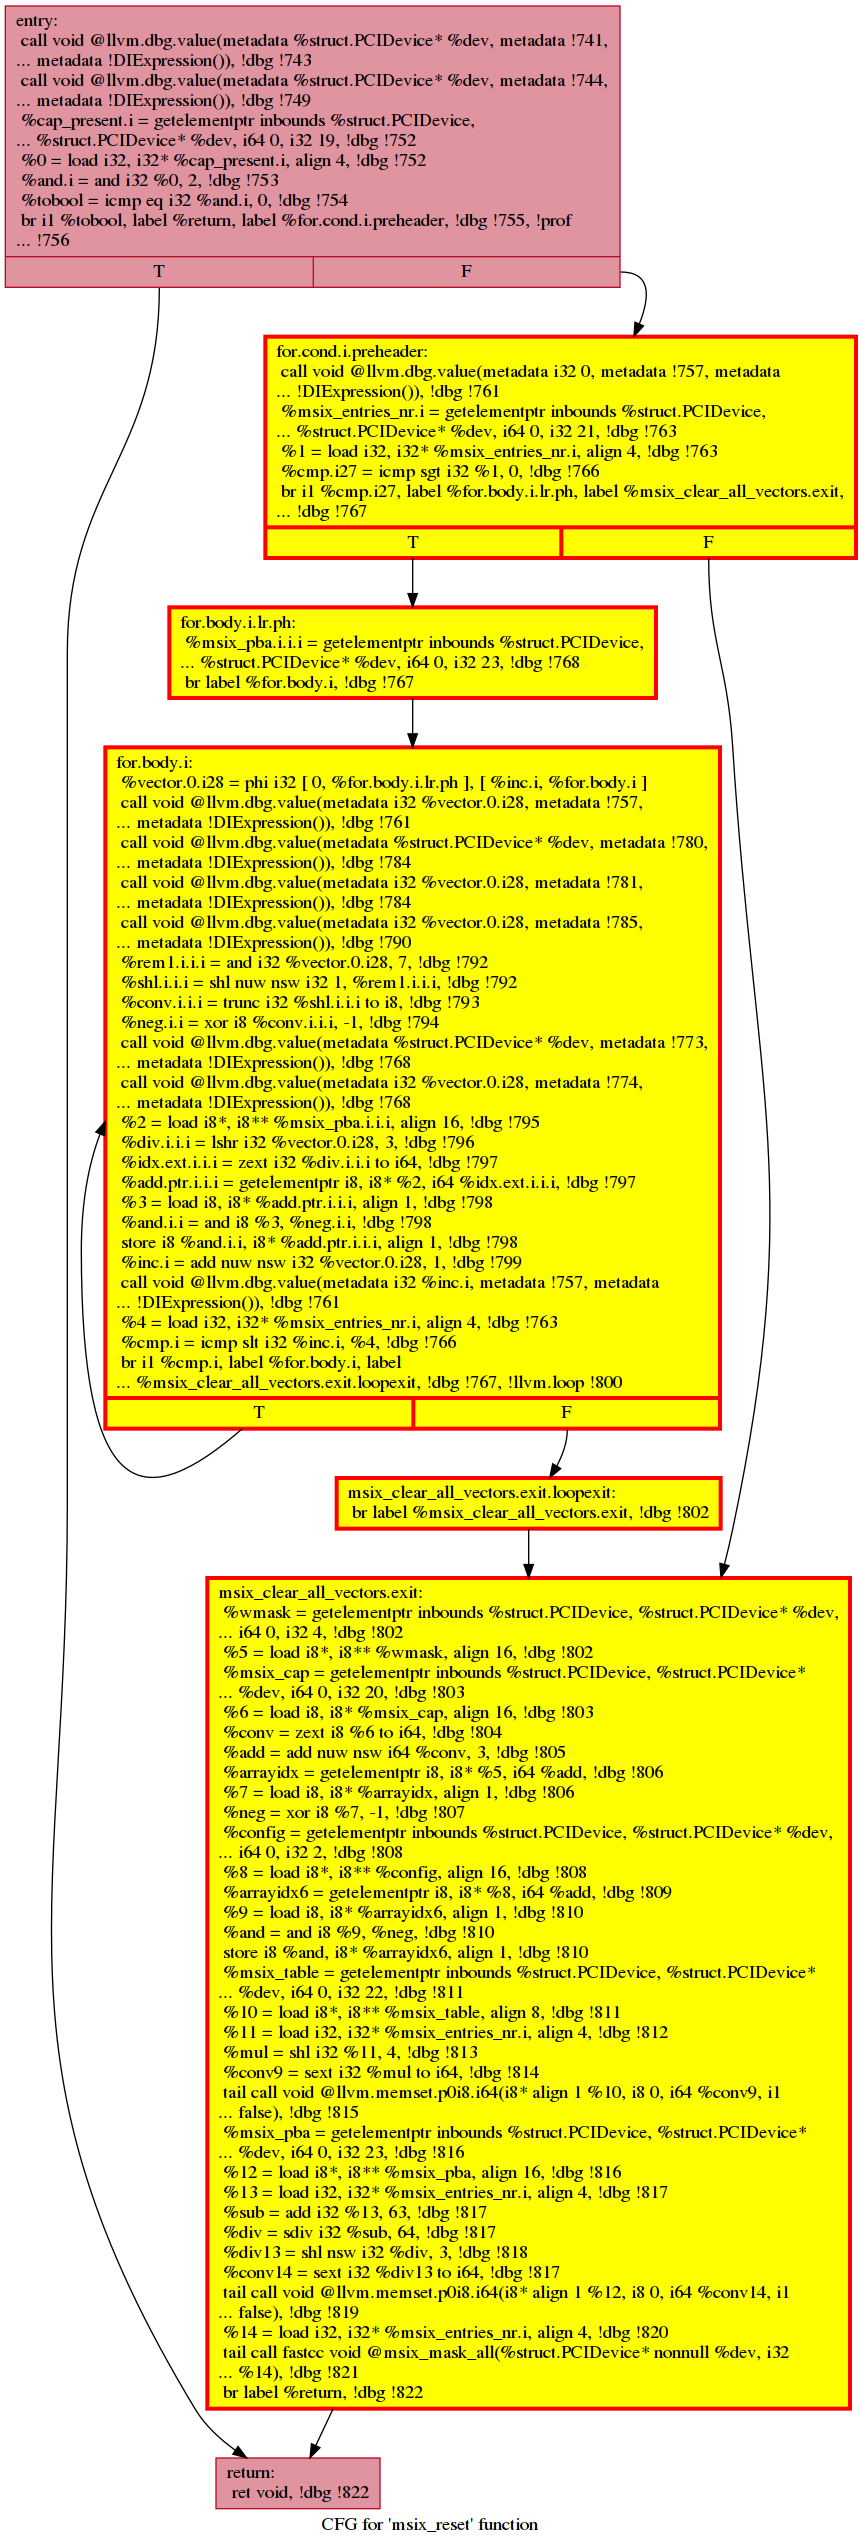 entry:
call void @llvm.dbg.value(metadata %struct.PCIDevice* %dev, metadata !741,
... metadata !DIExpression()), !dbg !743
call void @llvm.dbg.value(metadata %struct.PCIDevice* %dev, metadata !744,
... metadata !DIExpression()), !dbg !749
%cap_present.i = getelementptr inbounds %struct.PCIDevice,
... %struct.PCIDevice* %dev, i64 0, i32 19, !dbg !752
%0 = load i32, i32* %cap_present.i, align 4, !dbg !752
%and.i = and i32 %0, 2, !dbg !753
%tobool = icmp eq i32 %and.i, 0, !dbg !754
br i1 %tobool, label %return, label %for.cond.i.preheader, !dbg !755, !prof
... !756
T F
for.cond.i.preheader:
call void @llvm.dbg.value(metadata i32 0, metadata !757, metadata
... !DIExpression()), !dbg !761
%msix_entries_nr.i = getelementptr inbounds %struct.PCIDevice,
... %struct.PCIDevice* %dev, i64 0, i32 21, !dbg !763
%1 = load i32, i32* %msix_entries_nr.i, align 4, !dbg !763
%cmp.i27 = icmp sgt i32 %1, 0, !dbg !766
br i1 %cmp.i27, label %for.body.i.lr.ph, label %msix_clear_all_vectors.exit,
... !dbg !767
T F
for.body.i.lr.ph:
%msix_pba.i.i.i = getelementptr inbounds %struct.PCIDevice,
... %struct.PCIDevice* %dev, i64 0, i32 23, !dbg !768
br label %for.body.i, !dbg !767
for.body.i:
%vector.0.i28 = phi i32 [ 0, %for.body.i.lr.ph ], [ %inc.i, %for.body.i ]
call void @llvm.dbg.value(metadata i32 %vector.0.i28, metadata !757,
... metadata !DIExpression()), !dbg !761
call void @llvm.dbg.value(metadata %struct.PCIDevice* %dev, metadata !780,
... metadata !DIExpression()), !dbg !784
call void @llvm.dbg.value(metadata i32 %vector.0.i28, metadata !781,
... metadata !DIExpression()), !dbg !784
call void @llvm.dbg.value(metadata i32 %vector.0.i28, metadata !785,
... metadata !DIExpression()), !dbg !790
%rem1.i.i.i = and i32 %vector.0.i28, 7, !dbg !792
%shl.i.i.i = shl nuw nsw i32 1, %rem1.i.i.i, !dbg !792
%conv.i.i.i = trunc i32 %shl.i.i.i to i8, !dbg !793
%neg.i.i = xor i8 %conv.i.i.i, -1, !dbg !794
call void @llvm.dbg.value(metadata %struct.PCIDevice* %dev, metadata !773,
... metadata !DIExpression()), !dbg !768
call void @llvm.dbg.value(metadata i32 %vector.0.i28, metadata !774,
... metadata !DIExpression()), !dbg !768
%2 = load i8*, i8** %msix_pba.i.i.i, align 16, !dbg !795
%div.i.i.i = lshr i32 %vector.0.i28, 3, !dbg !796
%idx.ext.i.i.i = zext i32 %div.i.i.i to i64, !dbg !797
%add.ptr.i.i.i = getelementptr i8, i8* %2, i64 %idx.ext.i.i.i, !dbg !797
%3 = load i8, i8* %add.ptr.i.i.i, align 1, !dbg !798
%and.i.i = and i8 %3, %neg.i.i, !dbg !798
store i8 %and.i.i, i8* %add.ptr.i.i.i, align 1, !dbg !798
%inc.i = add nuw nsw i32 %vector.0.i28, 1, !dbg !799
call void @llvm.dbg.value(metadata i32 %inc.i, metadata !757, metadata
... !DIExpression()), !dbg !761
%4 = load i32, i32* %msix_entries_nr.i, align 4, !dbg !763
%cmp.i = icmp slt i32 %inc.i, %4, !dbg !766
br i1 %cmp.i, label %for.body.i, label
... %msix_clear_all_vectors.exit.loopexit, !dbg !767, !llvm.loop !800
T F
msix_clear_all_vectors.exit.loopexit:
br label %msix_clear_all_vectors.exit, !dbg !802
msix_clear_all_vectors.exit:
%wmask = getelementptr inbounds %struct.PCIDevice, %struct.PCIDevice* %dev,
... i64 0, i32 4, !dbg !802
%5 = load i8*, i8** %wmask, align 16, !dbg !802
%msix_cap = getelementptr inbounds %struct.PCIDevice, %struct.PCIDevice*
... %dev, i64 0, i32 20, !dbg !803
%6 = load i8, i8* %msix_cap, align 16, !dbg !803
%conv = zext i8 %6 to i64, !dbg !804
%add = add nuw nsw i64 %conv, 3, !dbg !805
%arrayidx = getelementptr i8, i8* %5, i64 %add, !dbg !806
%7 = load i8, i8* %arrayidx, align 1, !dbg !806
%neg = xor i8 %7, -1, !dbg !807
%config = getelementptr inbounds %struct.PCIDevice, %struct.PCIDevice* %dev,
... i64 0, i32 2, !dbg !808
%8 = load i8*, i8** %config, align 16, !dbg !808
%arrayidx6 = getelementptr i8, i8* %8, i64 %add, !dbg !809
%9 = load i8, i8* %arrayidx6, align 1, !dbg !810
%and = and i8 %9, %neg, !dbg !810
store i8 %and, i8* %arrayidx6, align 1, !dbg !810
%msix_table = getelementptr inbounds %struct.PCIDevice, %struct.PCIDevice*
... %dev, i64 0, i32 22, !dbg !811
%10 = load i8*, i8** %msix_table, align 8, !dbg !811
%11 = load i32, i32* %msix_entries_nr.i, align 4, !dbg !812
%mul = shl i32 %11, 4, !dbg !813
%conv9 = sext i32 %mul to i64, !dbg !814
tail call void @llvm.memset.p0i8.i64(i8* align 1 %10, i8 0, i64 %conv9, i1
... false), !dbg !815
%msix_pba = getelementptr inbounds %struct.PCIDevice, %struct.PCIDevice*
... %dev, i64 0, i32 23, !dbg !816
%12 = load i8*, i8** %msix_pba, align 16, !dbg !816
%13 = load i32, i32* %msix_entries_nr.i, align 4, !dbg !817
%sub = add i32 %13, 63, !dbg !817
%div = sdiv i32 %sub, 64, !dbg !817
%div13 = shl nsw i32 %div, 3, !dbg !818
%conv14 = sext i32 %div13 to i64, !dbg !817
tail call void @llvm.memset.p0i8.i64(i8* align 1 %12, i8 0, i64 %conv14, i1
... false), !dbg !819
%14 = load i32, i32* %msix_entries_nr.i, align 4, !dbg !820
tail call fastcc void @msix_mask_all(%struct.PCIDevice* nonnull %dev, i32
... %14), !dbg !821
br label %return, !dbg !822
return:
ret void, !dbg !822
CFG for 'msix_reset' function